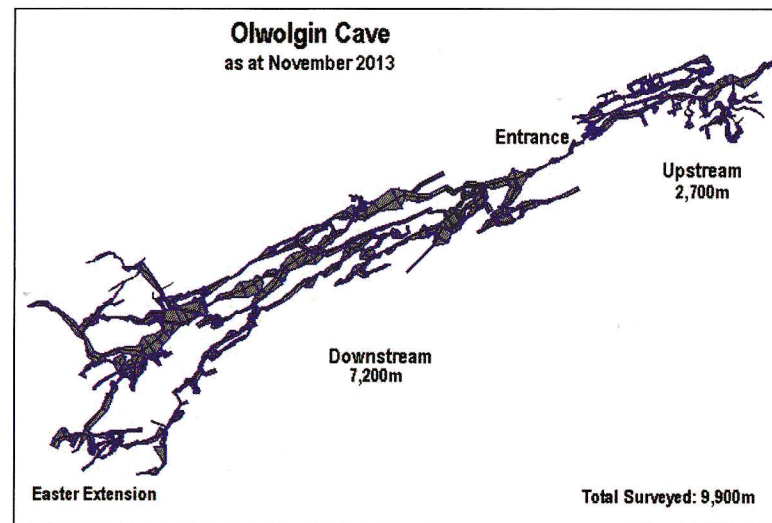 Olwolgin Cave
as at November 2013
Entrance
Upstream
2,700m
Downstream
7,200m
Easter Extension
Total Surveyed: 9,900m